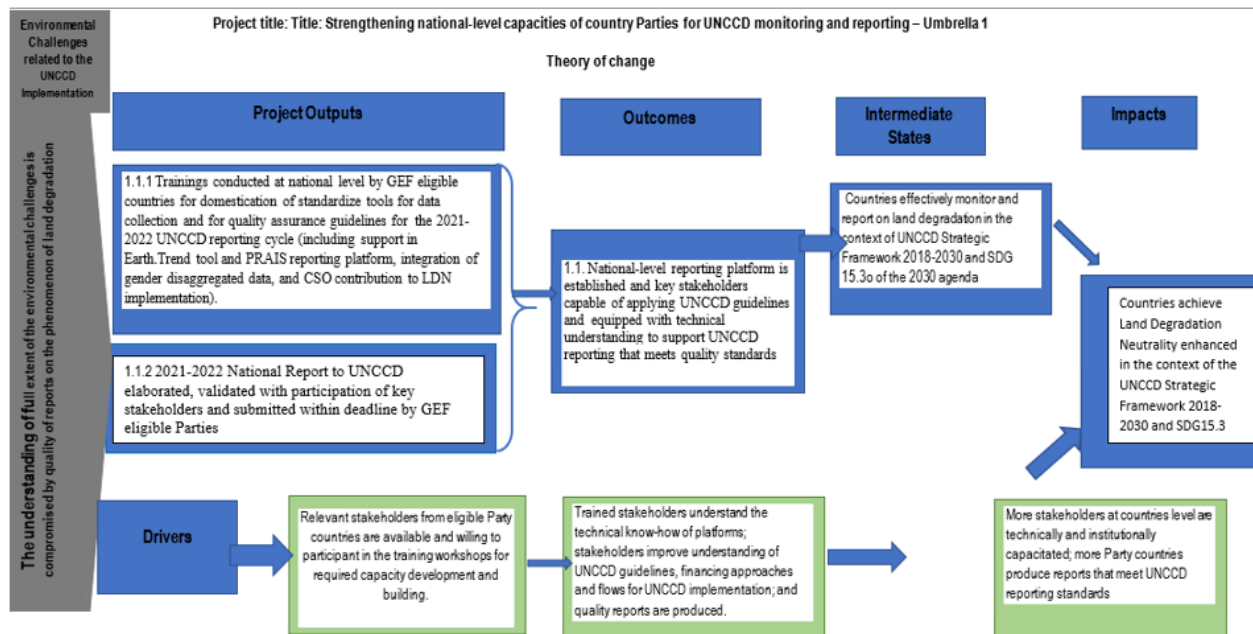 Environmental
Challenges
related to the
UNCCD
Implementation
Project title: Title: Strengthening national-level capacities of country Parties for UNCCD monitoring and reporting – Umbrella 1
Theory of change
The understanding of full extent of the environmental challenges is
compromised by quality of reports on the phenomenon of land degradation
Project Outputs
Outcomes
Intermediate
States
Impacts
1.1.1 Trainings conducted at national level by GEF eligible
countries for domestication of standardize tools for data
collection and for quality assurance guidelines for the 2021-
2022 UNCCD reporting cycle (including support in
Earth.Trend tool and PRAIS reporting platform, integration of
gender disaggregated data, and CSO contribution to LDN
implementation).
1.1.2 2021-2022 National Report to UNCCD
elaborated, validated with participation of key
stakeholders and submitted within deadline by GEF
eligible Parties
1.1. National-level reporting platform is
established and key stakeholders
capable of applying UNCCD guidelines
and equipped with technical
understanding to support UNCCD
reporting that meets quality standards
Countries effectively monitor and
report on land degradation in the
context of UNCCD Strategic
Framework 2018-2030 and SDG
15.3o of the 2030 agenda
Countries achieve
Land Degradation
Neutrality enhanced
in the context of the
UNCCD Strategic
Framework 2018-
2030 and SDG15.3
Drivers
Relevant stakeholders from eligible Party
countries are available and willing to
participant in the training workshops for
required capacity development and
building.
Trained stakeholders understand the
technical know-how of platforms;
stakeholders improve understanding of
UNCCD guidelines, financing approaches
and flows for UNCCD implementation; and
quality reports are produced.
More stakeholders at countries level are
technically and institutionally
capacitated; more Party countries
produce reports that meet UNCCD
reporting standards